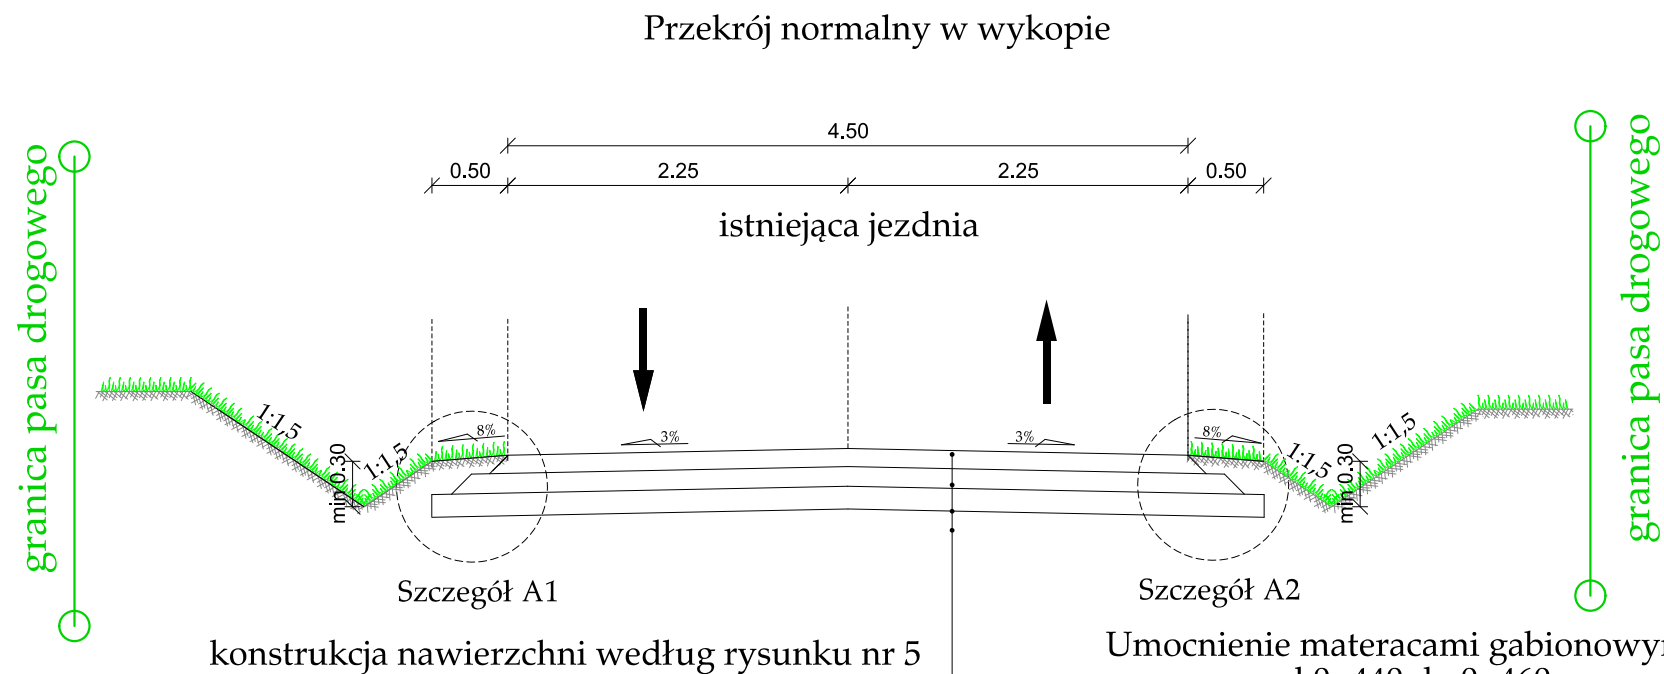 Przekrój normalny w wykopie
4.50
0.50 2.25 2.25 0.50
istniejąca jezdnia
granica pasa drogowego
granica pasa drogowego
1:1,5
min 0.30
1:1,5
8%
3%
3%
8%
1:1,5
min 0.30
1:1,5
Szczegół A1
Szczegół A2
konstrukcja nawierzchni według rysunku nr 5
Umocnienie materacami gabionowy